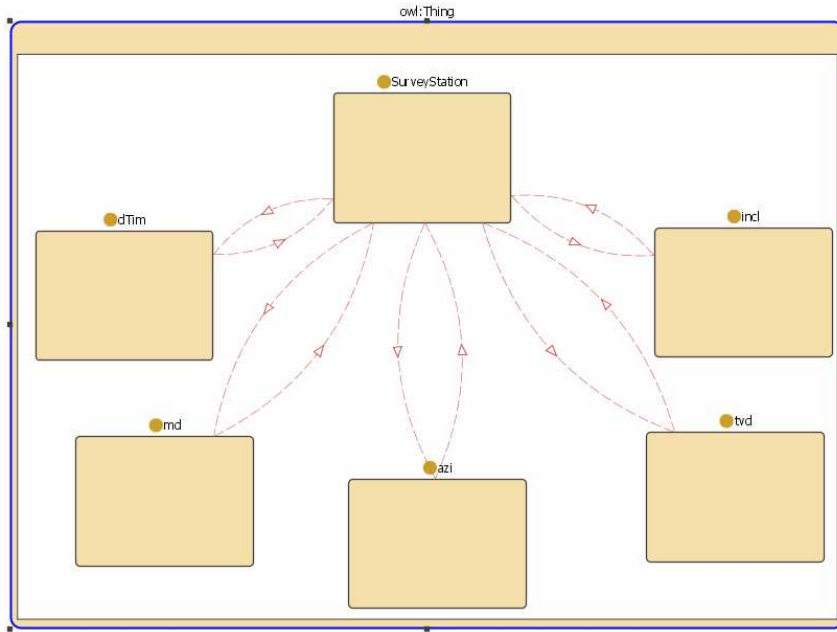 owl:Thing
SurveyStation
dTim
incl
md
tvd
azi